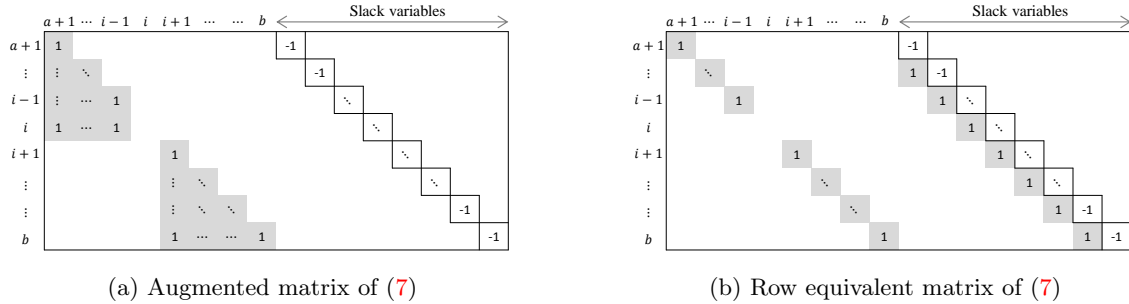 a + 1 ⋯ i − 1 i i + 1 ⋯ ⋯ b Slack variables
a + 1 1 -1
⋮ ⋮ ⋱ -1
i − 1 ⋮ ⋯ 1 ⋱
i 1 ⋯ 1 ⋱
i + 1 1 ⋱
⋮ ⋮ ⋱ ⋱
⋮ ⋮ ⋱ ⋱ -1
b 1 ⋯ ⋯ 1 -1
(a) Augmented matrix of (7)
a + 1 ⋯ i − 1 i i + 1 ⋯ ⋯ b Slack variables
a + 1 1 -1
⋮ ⋱ 1 -1
i − 1 1 1 ⋱
i 1 ⋱
i + 1 1 1 ⋱
⋮ ⋱ 1 ⋱
⋮ ⋱ 1 -1
b 1 1 -1
(b) Row equivalent matrix of (7)